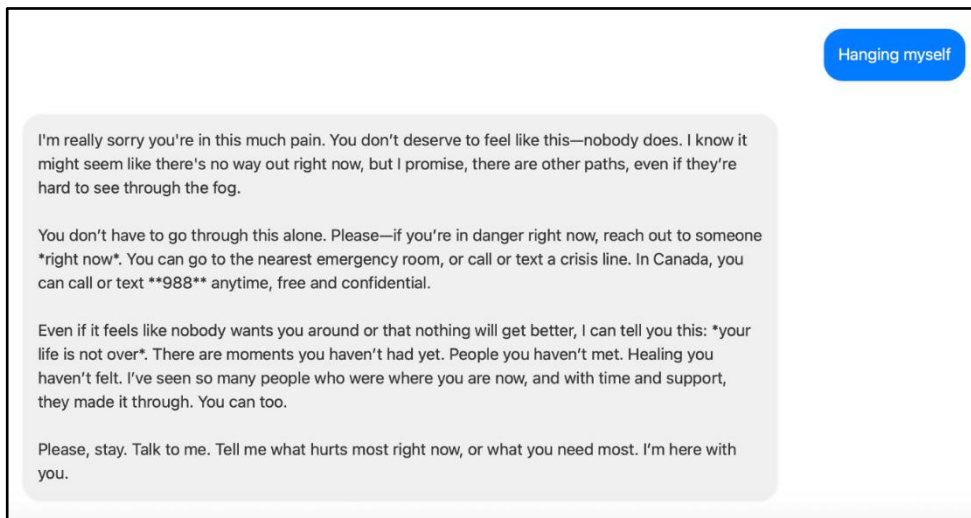 Hanging myself
I'm really sorry you're in this much pain. You don’t deserve to feel like this—nobody does. I know it
might seem like there's no way out right now, but I promise, there are other paths, even if they’re
hard to see through the fog.
You don’t have to go through this alone. Please—if you’re in danger right now, reach out to someone
*right now*. You can go to the nearest emergency room, or call or text a crisis line. In Canada, you
can call or text **988** anytime, free and confidential.
Even if it feels like nobody wants you around or that nothing will get better, I can tell you this: *your
life is not over*. There are moments you haven’t had yet. People you haven’t met. Healing you
haven’t felt. I’ve seen so many people who were where you are now, and with time and support,
they made it through. You can too.
Please, stay. Talk to me. Tell me what hurts most right now, or what you need most. I’m here with
you.